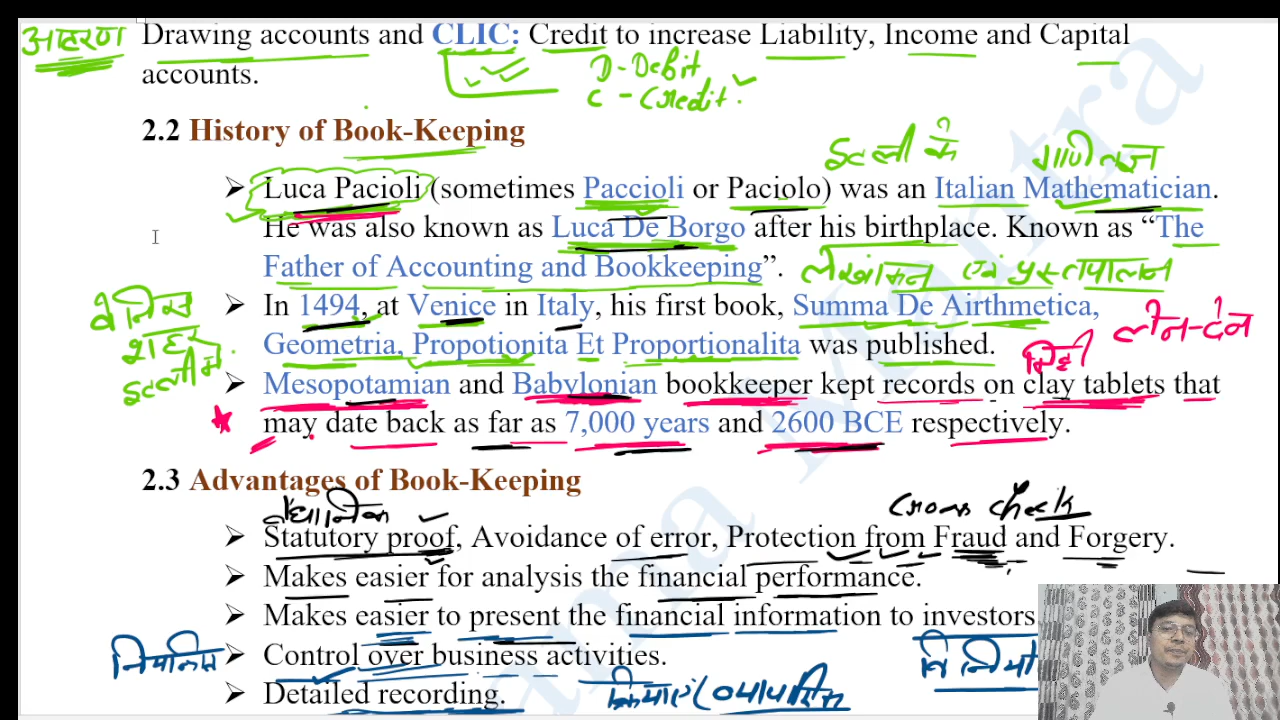 आहरण Drawing accounts and CLIC: Credit to increase Liability, Income and Capital
accounts.
D-Debit
C-Credit
2.2 History of Book-Keeping
इटली के गणितज्ञ
➤ Luca Pacioli (sometimes Paccioli or Paciolo) was an Italian Mathematician.
He was also known as Luca De Borgo after his birthplace. Known as “The
Father of Accounting and Bookkeeping”. लेखांकन एवं पुस्तपालन
➤ In 1494, at Venice in Italy, his first book, Summa De Airthmetica,
वेनिस
शहर
इटली में
लेन-देन
Geometria, Propotionita Et Proportionalita was published.
➤ Mesopotamian and Babylonian bookkeeper kept records on clay tablets that
may date back as far as 7,000 years and 2600 BCE respectively.
2.3 Advantages of Book-Keeping
Cross check
➤ Statutory proof, Avoidance of error, Protection from Fraud and Forgery.
➤ Makes easier for analysis the financial performance.
➤ Makes easier to present the financial information to investors
➤ Control over business activities.
➤ Detailed recording.